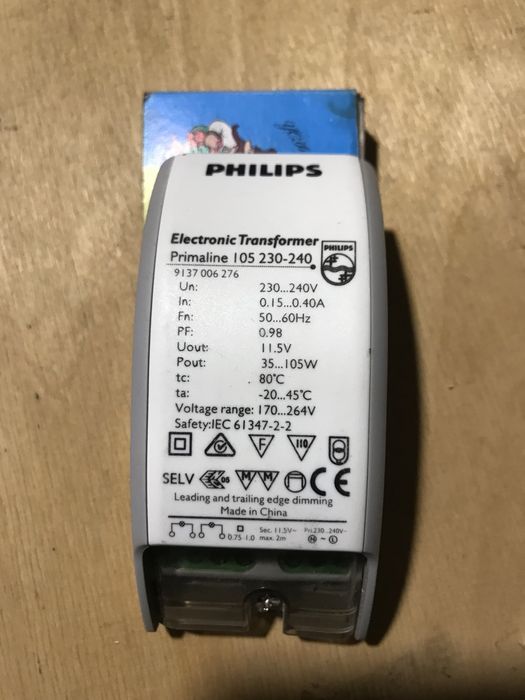 PHILIPS
Electronic Transformer
Primaline 105 230-240
PHILIPS
9137 006 276
Un: 230...240V
In: 0.15...0.40A
Fn: 50...60Hz
PF: 0.98
Uout: 11.5V
Pout: 35...105W
tc: 80°C
ta: -20...45°C
Voltage range: 170...264V
Safety:IEC 61347-2-2
F 110
SELV 05 M M CE
Leading and trailing edge dimming
Made in China
0.75-1.0 Sec. 11.5V~ max. 2m Pri.230...240V~ N ~ L